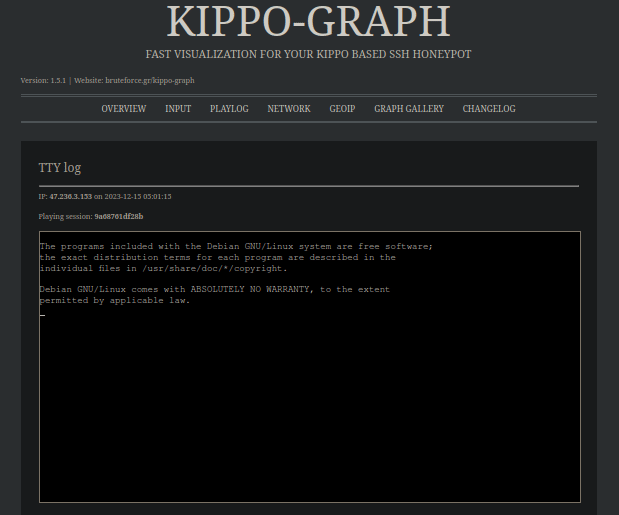 KIPPO-GRAPH
FAST VISUALIZATION FOR YOUR KIPPO BASED SSH HONEYPOT
Version: 1.5.1 | Website: bruteforce.gr/kippo-graph
OVERVIEW INPUT PLAYLOG NETWORK GEOIP GRAPH GALLERY CHANGELOG
TTY log
IP: 47.236.3.153 on 2023-12-15 05:01:15
Playing session: 9a68761df28b
The programs included with the Debian GNU/Linux system are free software;
the exact distribution terms for each program are described in the
individual files in /usr/share/doc/*/copyright.
Debian GNU/Linux comes with ABSOLUTELY NO WARRANTY, to the extent
permitted by applicable law.